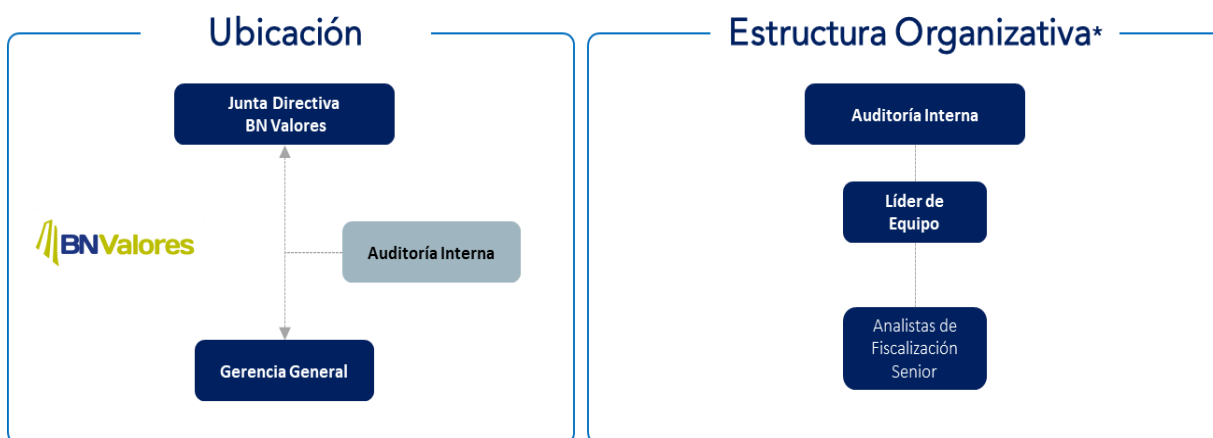 Ubicación
Junta Directiva
BN Valores
BNValores
Auditoría Interna
Gerencia General
Estructura Organizativa*
Auditoría Interna
Líder de
Equipo
Analistas de
Fiscalización
Senior